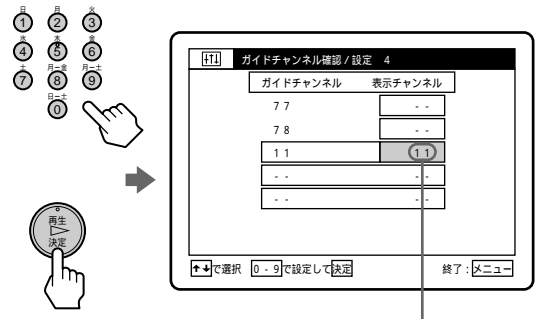 日 月 火
1 2 3
水 木 金
4 5 6
土 月–金 月–土
7 8 9
日–土
0
再生
決定
ガイドチャンネル確認/設定 4
ガイドチャンネル 表示チャンネル
77 - -
78 - -
11 11
- - - -
- - - -
↑↓で選択 0 - 9で設定して決定 終了:メニュー